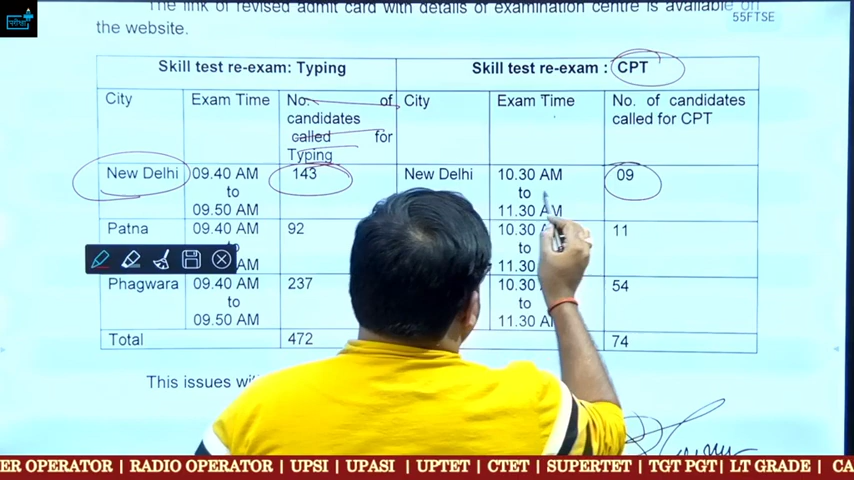 The link of revised admit card with details of examination centre is available on
55FTSE
the website.
परीक्षा
Skill test re-exam: Typing Skill test re-exam : CPT
City Exam Time No. of candidates called for Typing City Exam Time No. of candidates called for CPT
New Delhi 09.40 AM to 09.50 AM 143 New Delhi 10.30 AM to 11.30 AM 09
Patna 09.40 AM to AM 92 10.30 to 11.30 11
Phagwara 09.40 AM to 09.50 AM 237 10.30 to 11.30 AM 54
Total 472 74
This issues
ER OPERATOR | RADIO OPERATOR | UPSI | UPASI | UPTET | CTET | SUPERTET | TGT PGT| LT GRADE | CA